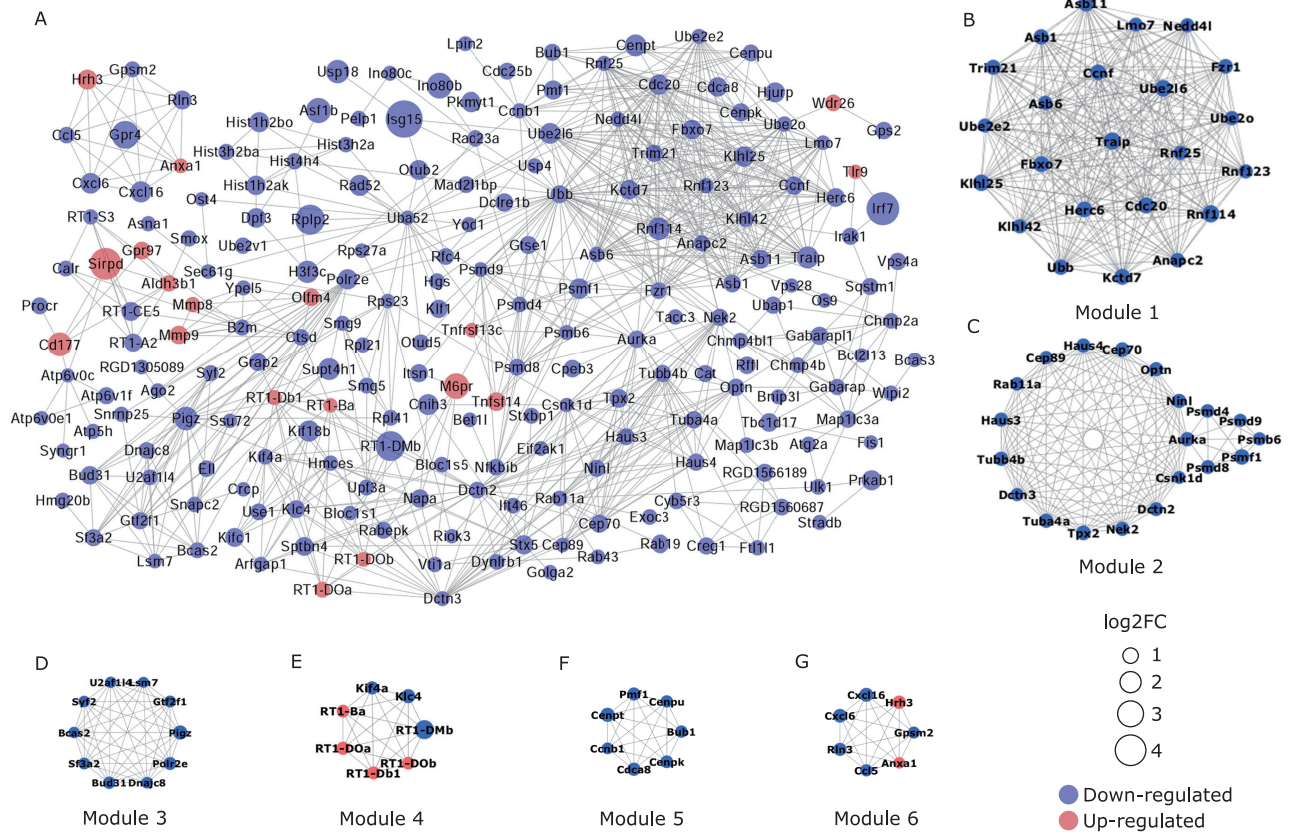 A
Lpin2
Bub1
Cenpt
Ube2e2
Cenpu
Hrh3
Gpsm2
Usp18
Ino80c
Ino80b
Cdc25b
Rnf25
Rln3
Asf1b
Pelp1
Pkmyt1
Pmf1
Cdc20
Cdca8
Hjurp
Wdr26
Ccl5
Gpr4
Hist1h2bo
Isg15
Ccnb1
Nedd4l
Cenpk
Ube2o
Gps2
Anxa1
Hist3h2ba
Hist3h2a
Rac23a
Ube2l6
Fbxo7
Lmo7
Cxcl6
Cxcl16
Hist4h4
Otub2
Usp4
Trim21
Klhl25
Tlr9
Hist1h2ak
Rad52
Mad2l1bp
Ubb
Kctd7
Rnf123
Ccnf
Herc6
Ost4
Dclre1b
Irf7
RT1-S3
Asna1
Dpf3
Rplp2
Uba52
Yod1
Rnf114
Klhl42
Smox
Ube2v1
Gtse1
Anapc2
Irak1
Gpr97
Rps27a
Rfc4
Asb6
Asb11
Traip
Vps4a
Calr
Sirpd
Sec61g
H3f3c
Polr2e
Hgs
Psmd9
Aldh3b1
Ypel5
Olfm4
Rps23
Psmf1
Fzr1
Asb1
Vps28
Sqstm1
Procr
RT1-CE5
Mmp8
Klf1
Psmd4
Ubap1
Os9
Mmp9
B2m
Ctsd
Smg9
Tnfrsf13c
Psmb6
Tacc3
Nek2
Chmp2a
Cd177
RT1-A2
Rpl21
Otud5
Aurka
Chmp4bl1
Gabarapl1
RGD1305089
Grap2
Supt4h1
Itsn1
Psmd8
Cpeb3
Tubb4b
Cat
Rffl
Chmp4b
Bcl2l13
Bcas3
Atp6v0c
Syf2
Smg5
M6pr
Optn
Gabarap
Atp6v1f
Ago2
RT1-Db1
RT1-Ba
Cnih3
Tnfsf14
Csnk1d
Tpx2
Bnip3l
Wipi2
Atp6v0e1
Snrnp25
Pigz
Ssu72
Rpl41
Bet1l
Stxbp1
Tuba4a
Tbc1d17
Map1lc3a
Atp5h
Kif18b
RT1-DMb
Haus3
Map1lc3b
Atg2a
Fis1
Syngr1
Dnajc8
Kif4a
Hmces
Bloc1s5
Nfkbib
Eif2ak1
Ninl
Haus4
RGD1566189
Bud31
U2af1l4
Ell
Upf3a
Dctn2
Ulk1
Prkab1
Hmg20b
Snapc2
Crcp
Napa
Ift46
Rab11a
Cyb5r3
RGD1560687
Gtf2f1
Use1
Klc4
Bloc1s1
Cep70
Exoc3
Stradb
Sf3a2
Kifc1
Rabepk
Riok3
Lsm7
Bcas2
Sptbn4
Stx5
Cep89
Rab19
Creg1
Ftl1l1
Arfgap1
RT1-DOb
Vti1a
Dynlrb1
Rab43
RT1-DOa
Golga2
Dctn3
B
Asb11
Lmo7
Nedd4l
Asb1
Trim21
Ccnf
Fzr1
Ube2l6
Asb6
Ube2e2
Ube2o
Traip
Fbxo7
Rnf25
Klhl25
Rnf123
Herc6
Cdc20
Rnf114
Klhl42
Ubb
Anapc2
Kctd7
Module 1
C
Haus4
Cep70
Cep89
Optn
Rab11a
Ninl
Psmd4
Psmd9
Haus3
Aurka
Psmb6
Psmf1
Tubb4b
Psmd8
Csnk1d
Dctn3
Dctn2
Tuba4a
Tpx2
Nek2
Module 2
D
U2af1l4
Lsm7
Syf2
Gtf2f1
Bcas2
Pigz
Sf3a2
Polr2e
Bud31
Dnajc8
Module 3
E
Kif4a
Klc4
RT1-Ba
RT1-DMb
RT1-DOa
RT1-DOb
RT1-Db1
Module 4
F
Pmf1
Cenpu
Cenpt
Bub1
Ccnb1
Cenpk
Cdca8
Module 5
G
Cxcl16
Hrh3
Cxcl6
Gpsm2
Rln3
Anxa1
Ccl5
Module 6
log2FC
1
2
3
4
Down-regulated
Up-regulated